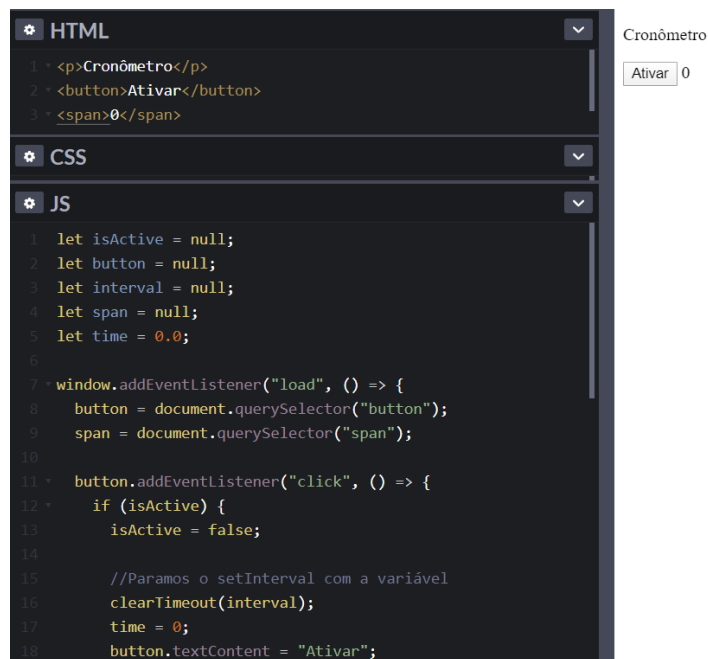 HTML
1 <p>Cronômetro</p>
2 <button>Ativar</button>
3 <span>0</span>
CSS
JS
1 let isActive = null;
2 let button = null;
3 let interval = null;
4 let span = null;
5 let time = 0.0;
6
7 window.addEventListener("load", () => {
8 button = document.querySelector("button");
9 span = document.querySelector("span");
10
11 button.addEventListener("click", () => {
12 if (isActive) {
13 isActive = false;
14
15 //Paramos o setInterval com a variável
16 clearTimeout(interval);
17 time = 0;
18 button.textContent = "Ativar";
Cronômetro
Ativar 0